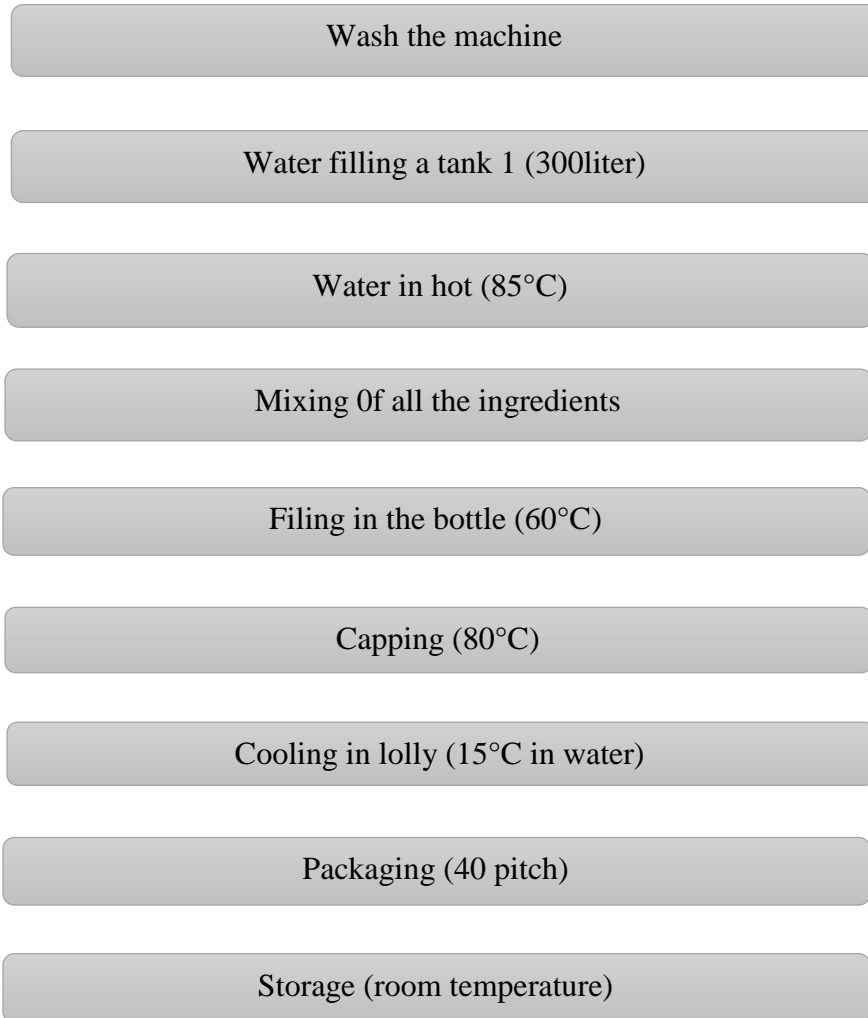 Wash the machine
Water filling a tank 1 (300liter)
Water in hot (85°C)
Mixing 0f all the ingredients
Filing in the bottle (60°C)
Capping (80°C)
Cooling in lolly (15°C in water)
Packaging (40 pitch)
Storage (room temperature)